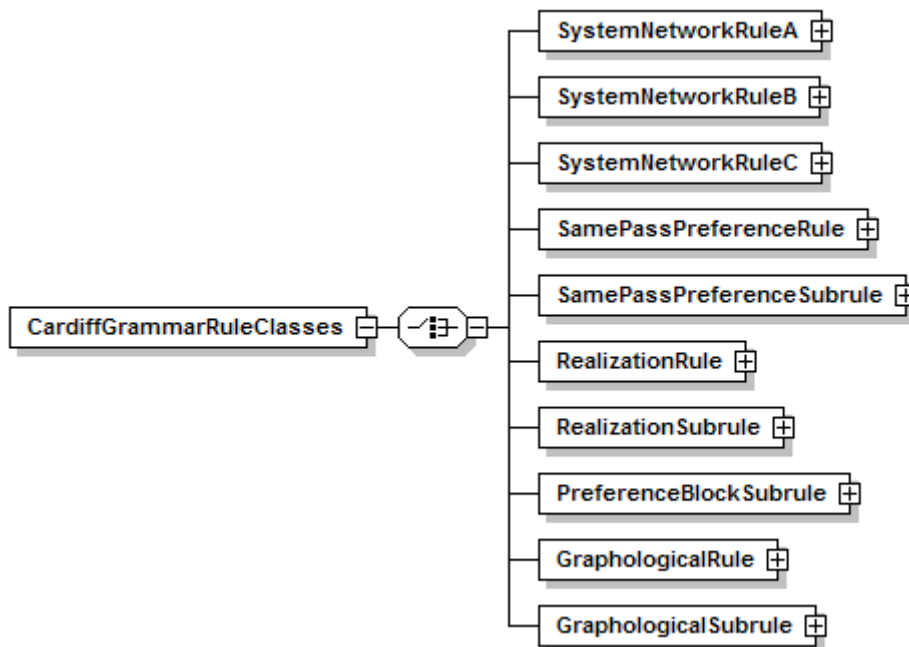 SystemNetworkRuleA
SystemNetworkRuleB
SystemNetworkRuleC
SamePassPreferenceRule
SamePassPreferenceSubrule
CardiffGrammarRuleClasses
RealizationRule
RealizationSubrule
PreferenceBlockSubrule
GraphologicalRule
GraphologicalSubrule